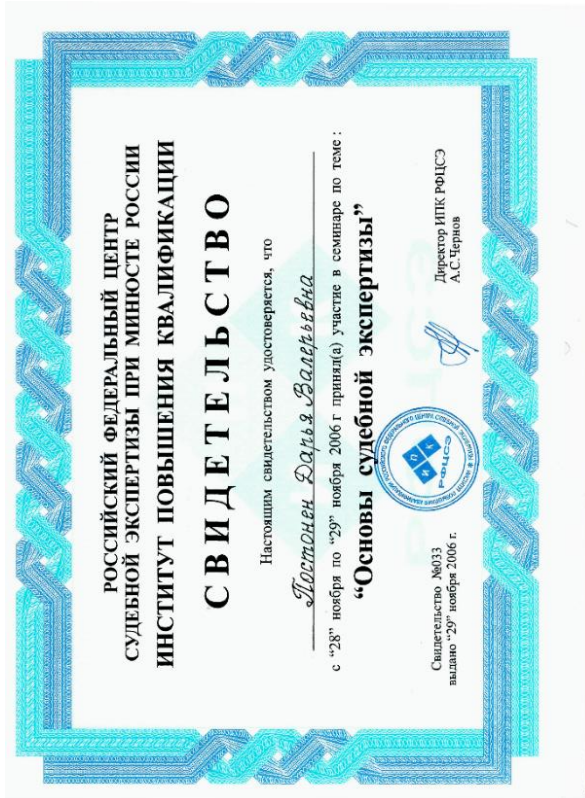 РОССИЙСКИЙ ФЕДЕРАЛЬНЫЙ ЦЕНТР
СУДЕБНОЙ ЭКСПЕРТИЗЫ ПРИ МИНЮСТЕ РОССИИ
ИНСТИТУТ ПОВЫШЕНИЯ КВАЛИФИКАЦИИ
СВИДЕТЕЛЬСТВО
Настоящим свидетельством удостоверяется, что
Постонен Дарья Валерьевна
с “28” ноября по “29” ноября 2006 г принял(а) участие в семинаре по теме :
“Основы судебной экспертизы”
Свидетельство №033
выдано “29” ноября 2006 г.
ИПК
РФЦСЭ
Директор ИПК РФЦСЭ
А.С.Чернов